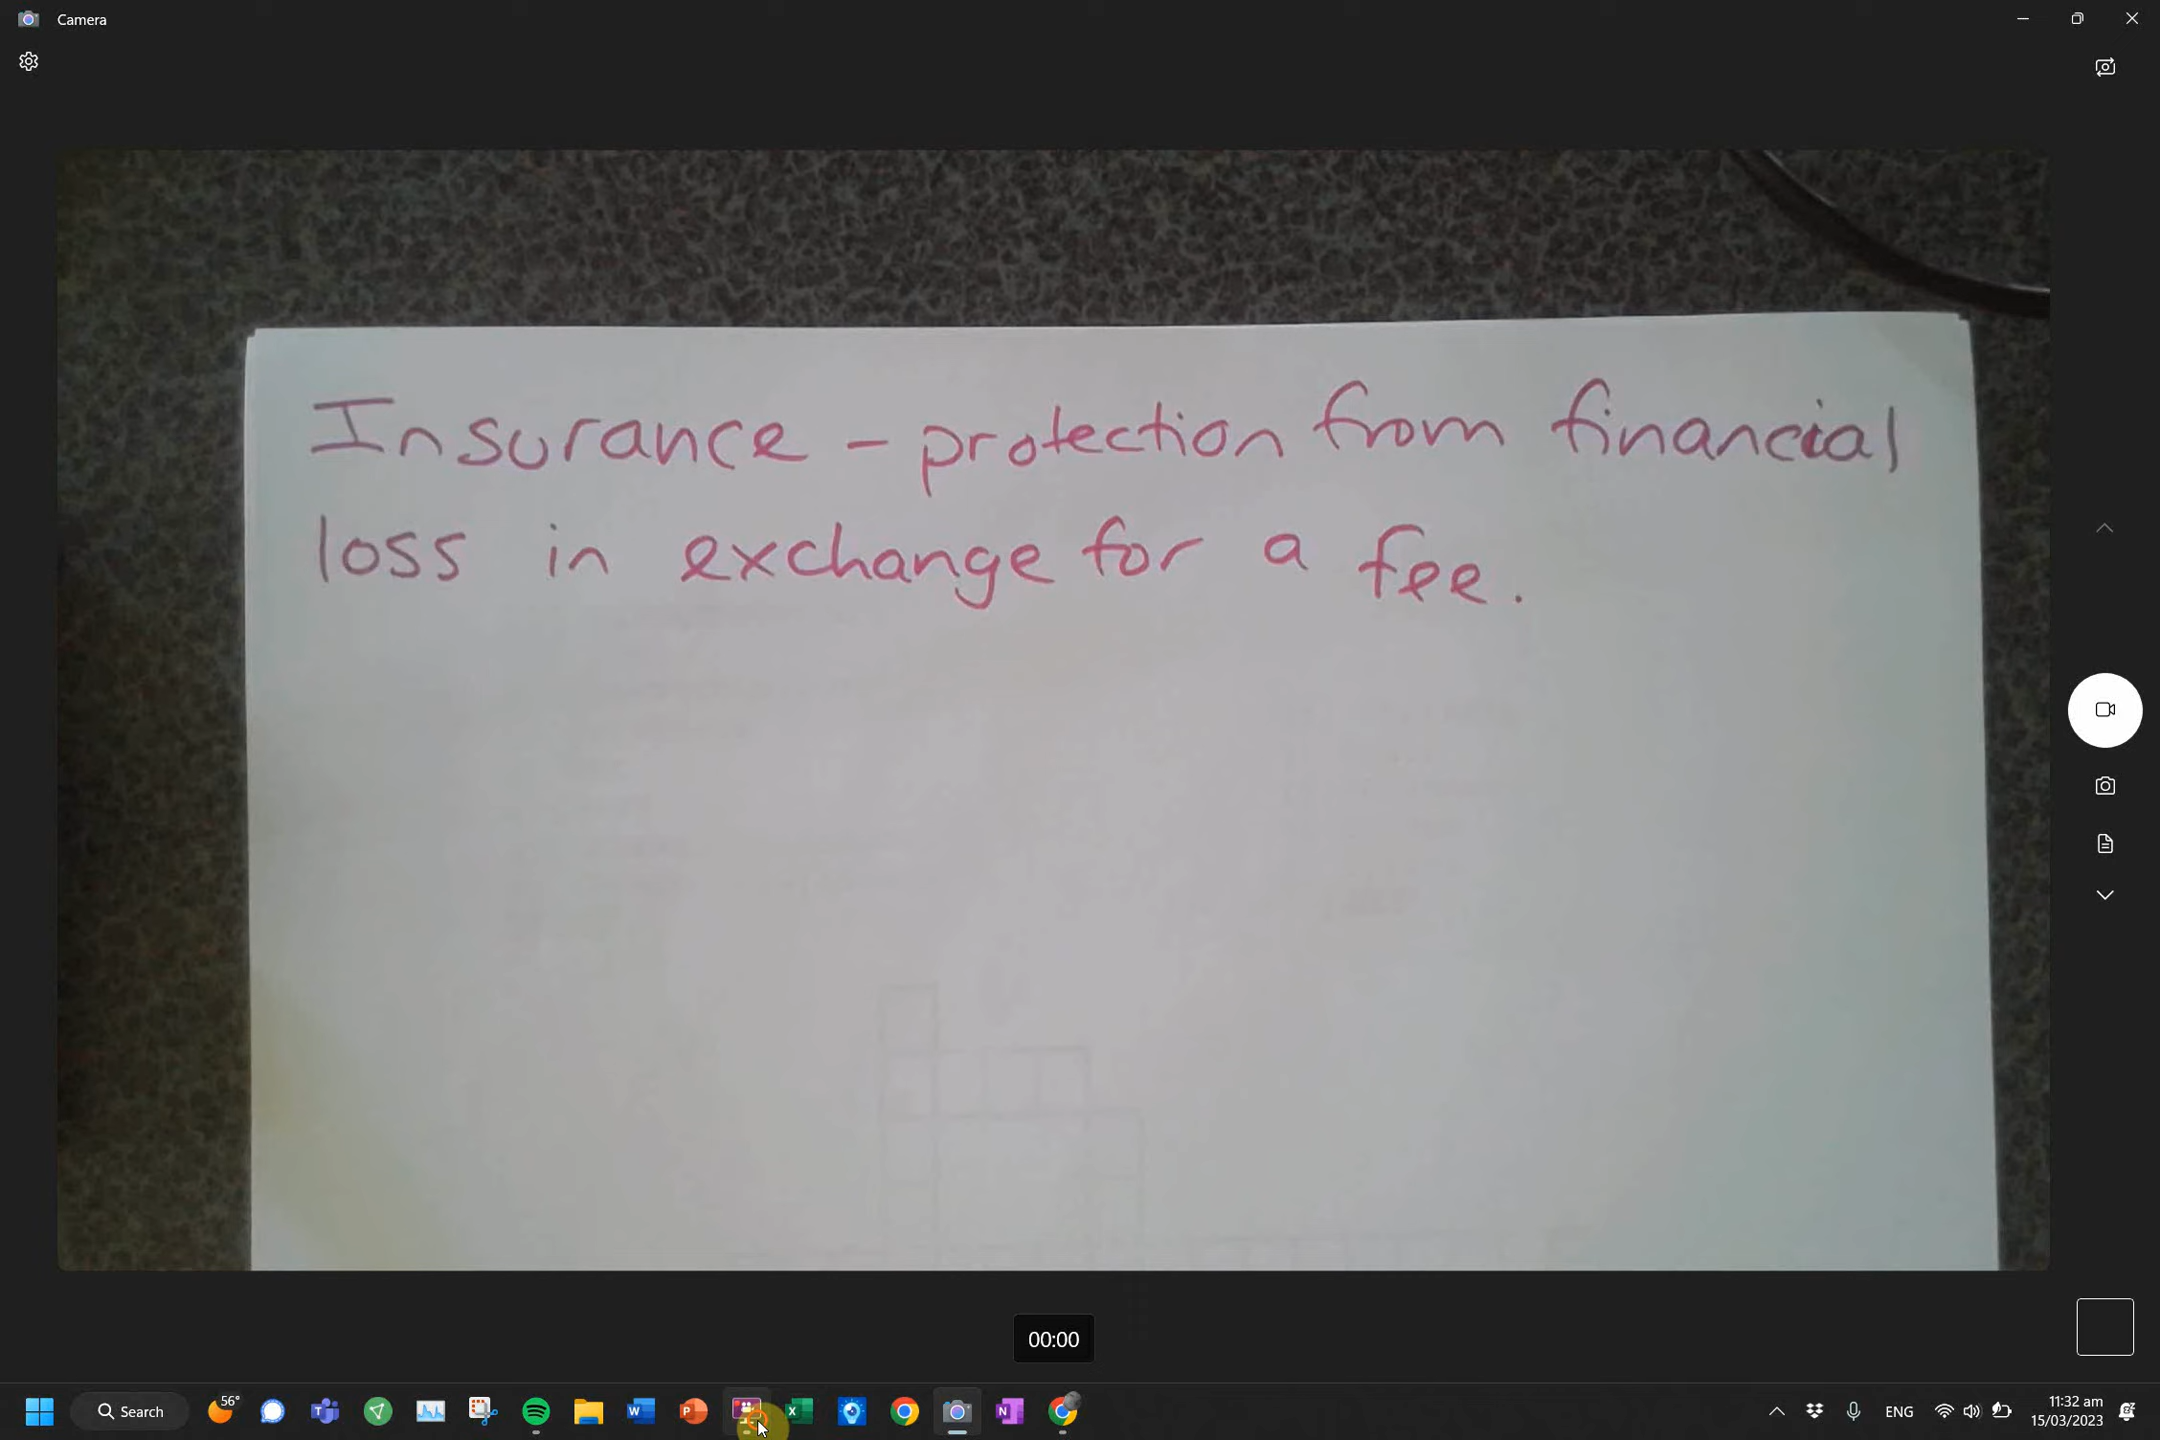 Camera
Insurance - protection from financial
loss in exchange for a fee.
00:00
56°
Search
ENG
11:32 am
15/03/2023